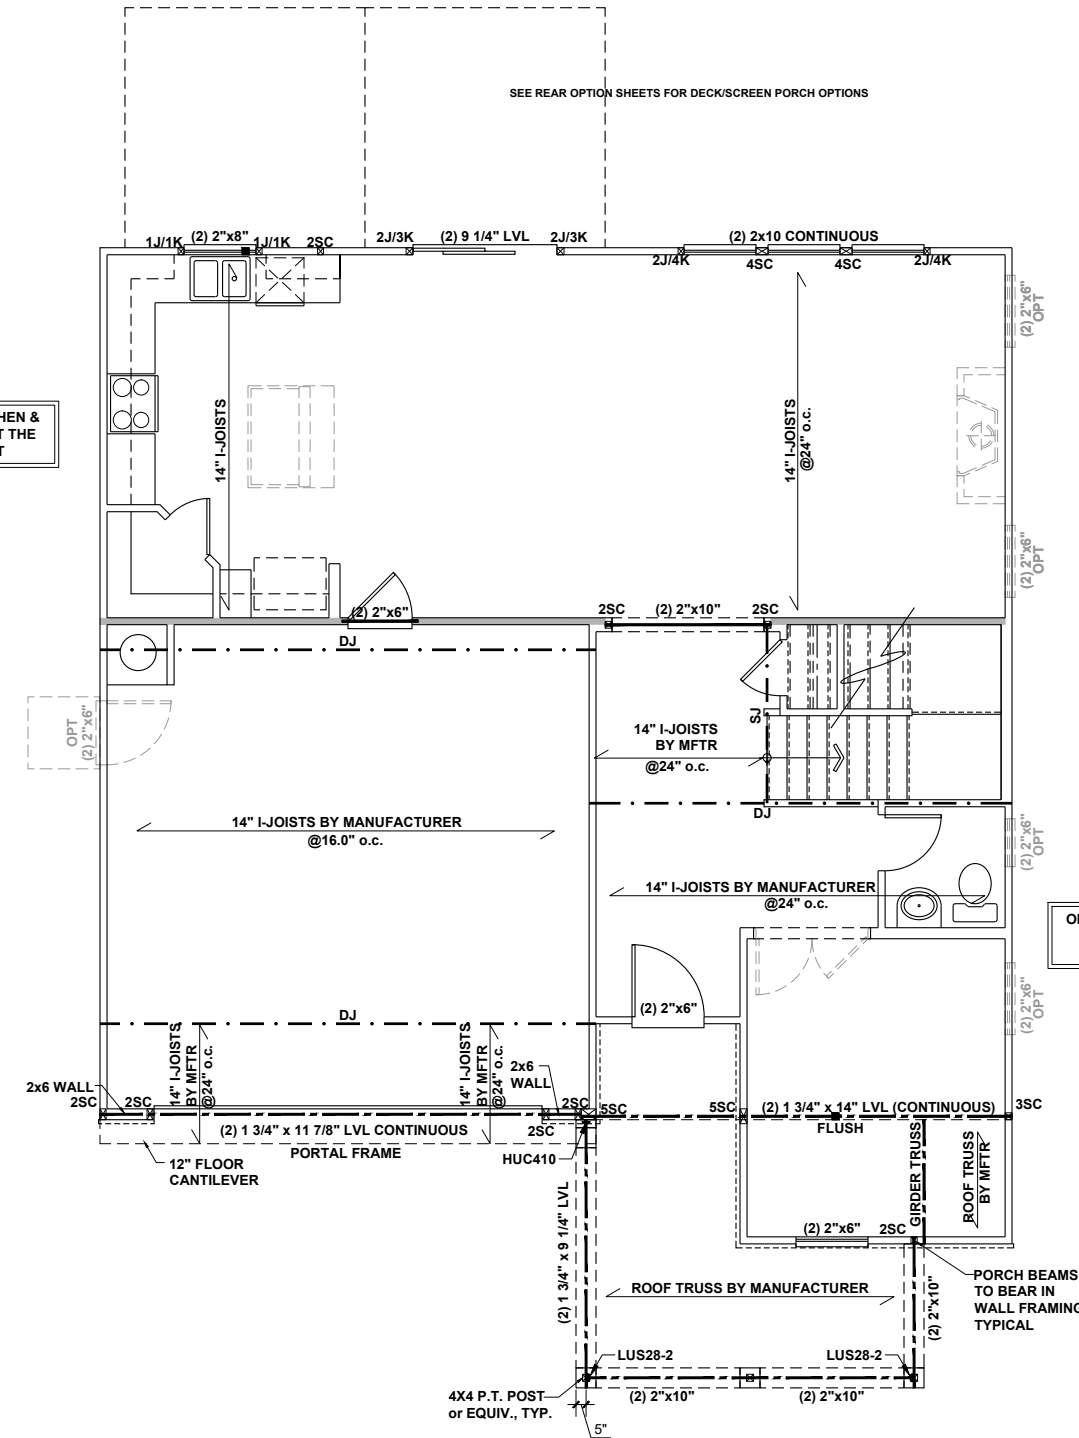 SEE REAR OPTION SHEETS FOR DECK/SCREEN PORCH OPTIONS
1J/1K
(2) 2"x8"
1J/1K
2SC
2J/3K
(2) 9 1/4" LVL
2J/3K
(2) 2x10 CONTINUOUS
2J/4K
4SC
4SC
2J/4K
(2) 2"x6"
OPT
HEN &
T THE
T
14" I-JOISTS
14" I-JOISTS
@24" o.c.
(2) 2"x6"
OPT
(2) 2"x6"
2SC
(2) 2"x10"
2SC
DJ
OPT
(2) 2"x6"
14" I-JOISTS
BY MFTR
@24" o.c.
SJ
DJ
14" I-JOISTS BY MANUFACTURER
@16.0" o.c.
(2) 2"x6"
OPT
14" I-JOISTS BY MANUFACTURER
@24" o.c.
(2) 2"x6"
OPT
(2) 2"x6"
DJ
14" I-JOISTS
BY MFTR
@24" o.c.
14" I-JOISTS
BY MFTR
@24" o.c.
2x6
WALL
2x6 WALL
2SC
2SC
2SC
5SC
5SC
(2) 1 3/4" x 14" LVL (CONTINUOUS)
FLUSH
3SC
(2) 1 3/4" x 11 7/8" LVL CONTINUOUS
2SC
PORTAL FRAME
HUC410
12" FLOOR
CANTILEVER
GIRDER TRUSS
ROOF TRUSS
BY MFTR
(2) 1 3/4" x 9 1/4" LVL
(2) 2"x6"
2SC
PORCH BEAMS
TO BEAR IN
WALL FRAMING
TYPICAL
ROOF TRUSS BY MANUFACTURER
(2) 2"x10"
LUS28-2
LUS28-2
4X4 P.T. POST
or EQUIV., TYP.
(2) 2"x10"
(2) 2"x10"
5"